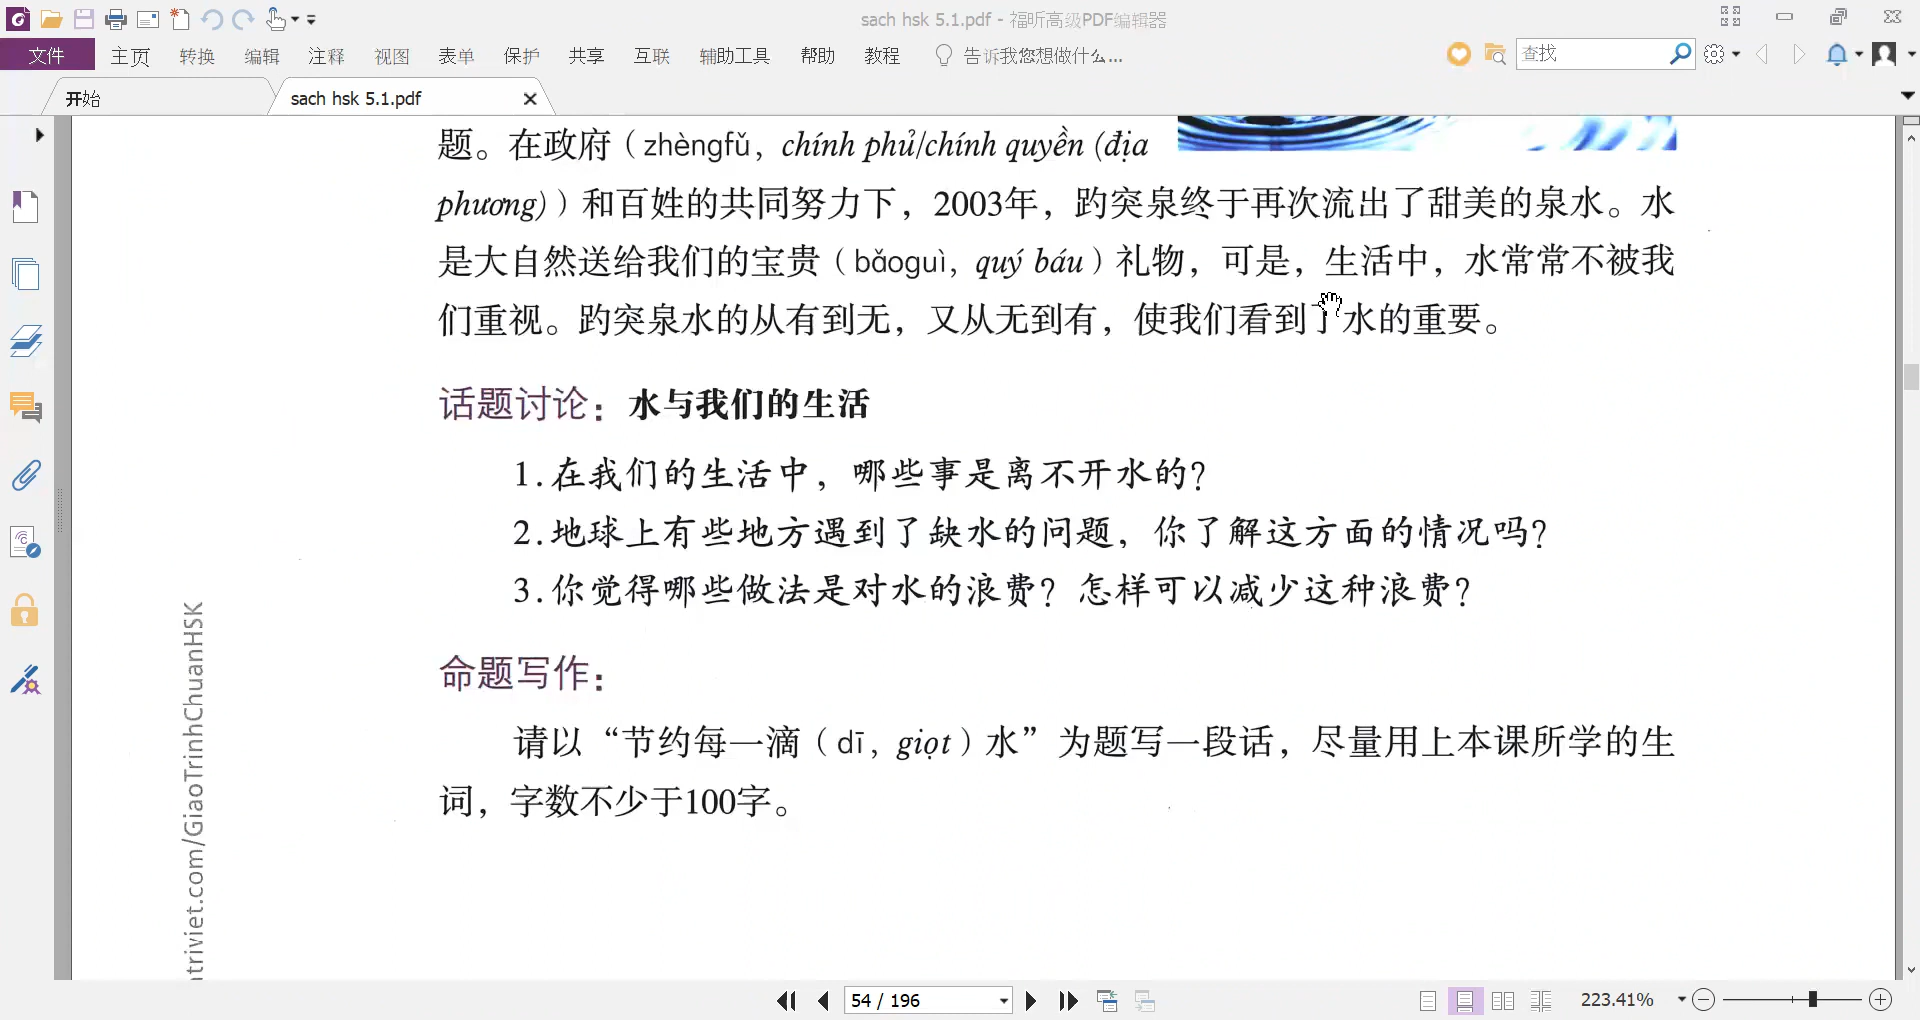 sach hsk 5.1.pdf - 福昕高级PDF编辑器
文件 主页 转换 编辑 注释 视图 表单 保护 共享 互联 辅助工具 帮助 教程 告诉我您想做什么... 查找
开始 sach hsk 5.1.pdf
题。在政府（zhèngfǔ，chính phủ/chính quyền (địa
phương)）和百姓的共同努力下，2003年，趵突泉终于再次流出了甜美的泉水。水
是大自然送给我们的宝贵（bǎoguì，quý báu）礼物，可是，生活中，水常常不被我
们重视。趵突泉水的从有到无，又从无到有，使我们看到了水的重要。
话题讨论：水与我们的生活
1.在我们的生活中，哪些事是离不开水的？
2.地球上有些地方遇到了缺水的问题，你了解这方面的情况吗？
3.你觉得哪些做法是对水的浪费？怎样可以减少这种浪费？
命题写作：
请以“节约每一滴（dī，giọt）水”为题写一段话，尽量用上本课所学的生
词，字数不少于100字。
ntriviet.com/GiaoTrinhChuanHSK
54 / 196
223.41%